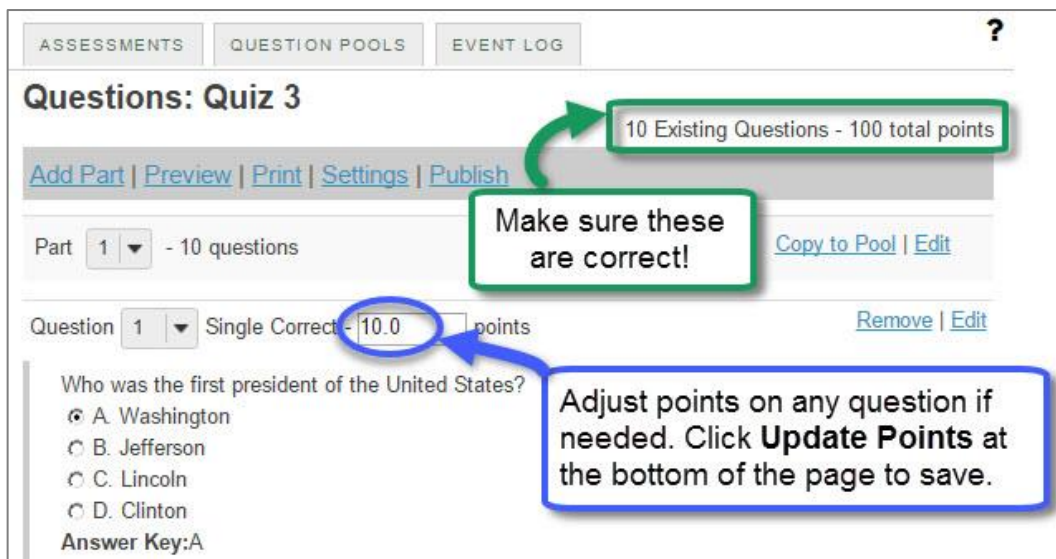 ASSESSMENTS QUESTION POOLS EVENT LOG ?
Questions: Quiz 3
10 Existing Questions - 100 total points
Add Part | Preview | Print | Settings | Publish
Make sure these
are correct!
Part 1 - 10 questions
Copy to Pool | Edit
Question 1 Single Correct - 10.0 points
Remove | Edit
Who was the first president of the United States?
A. Washington
B. Jefferson
C. Lincoln
D. Clinton
Answer Key:A
Adjust points on any question if
needed. Click Update Points at
the bottom of the page to save.